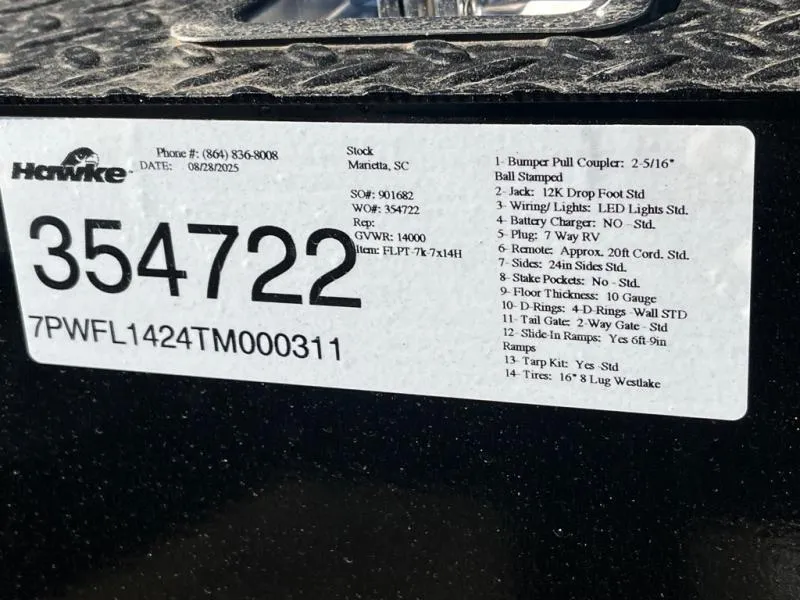 Hawke
Phone #: (864) 836-8008
DATE: 08/28/2025
354722
7PWFL1424TM000311
Stock
Marietta, SC
SO#: 901682
WO#: 354722
Rep:
GVWR: 14000
Item: FLPT-7k-7x14H
1- Bumper Pull Coupler: 2-5/16"
Ball Stamped
2- Jack: 12K Drop Foot Std
3- Wiring/ Lights: LED Lights Std.
4- Battery Charger: NO - Std.
5- Plug: 7 Way RV
6- Remote: Approx. 20ft Cord. Std.
7- Sides: 24in Sides Std.
8- Stake Pockets: No - Std.
9- Floor Thickness: 10 Gauge
10- D-Rings: 4-D-Rings -Wall STD
11- Tail Gate: 2-Way Gate - Std
12- Slide-In Ramps: Yes 6ft-9in
Ramps
13- Tarp Kit: Yes -Std
14- Tires: 16" 8 Lug Westlake